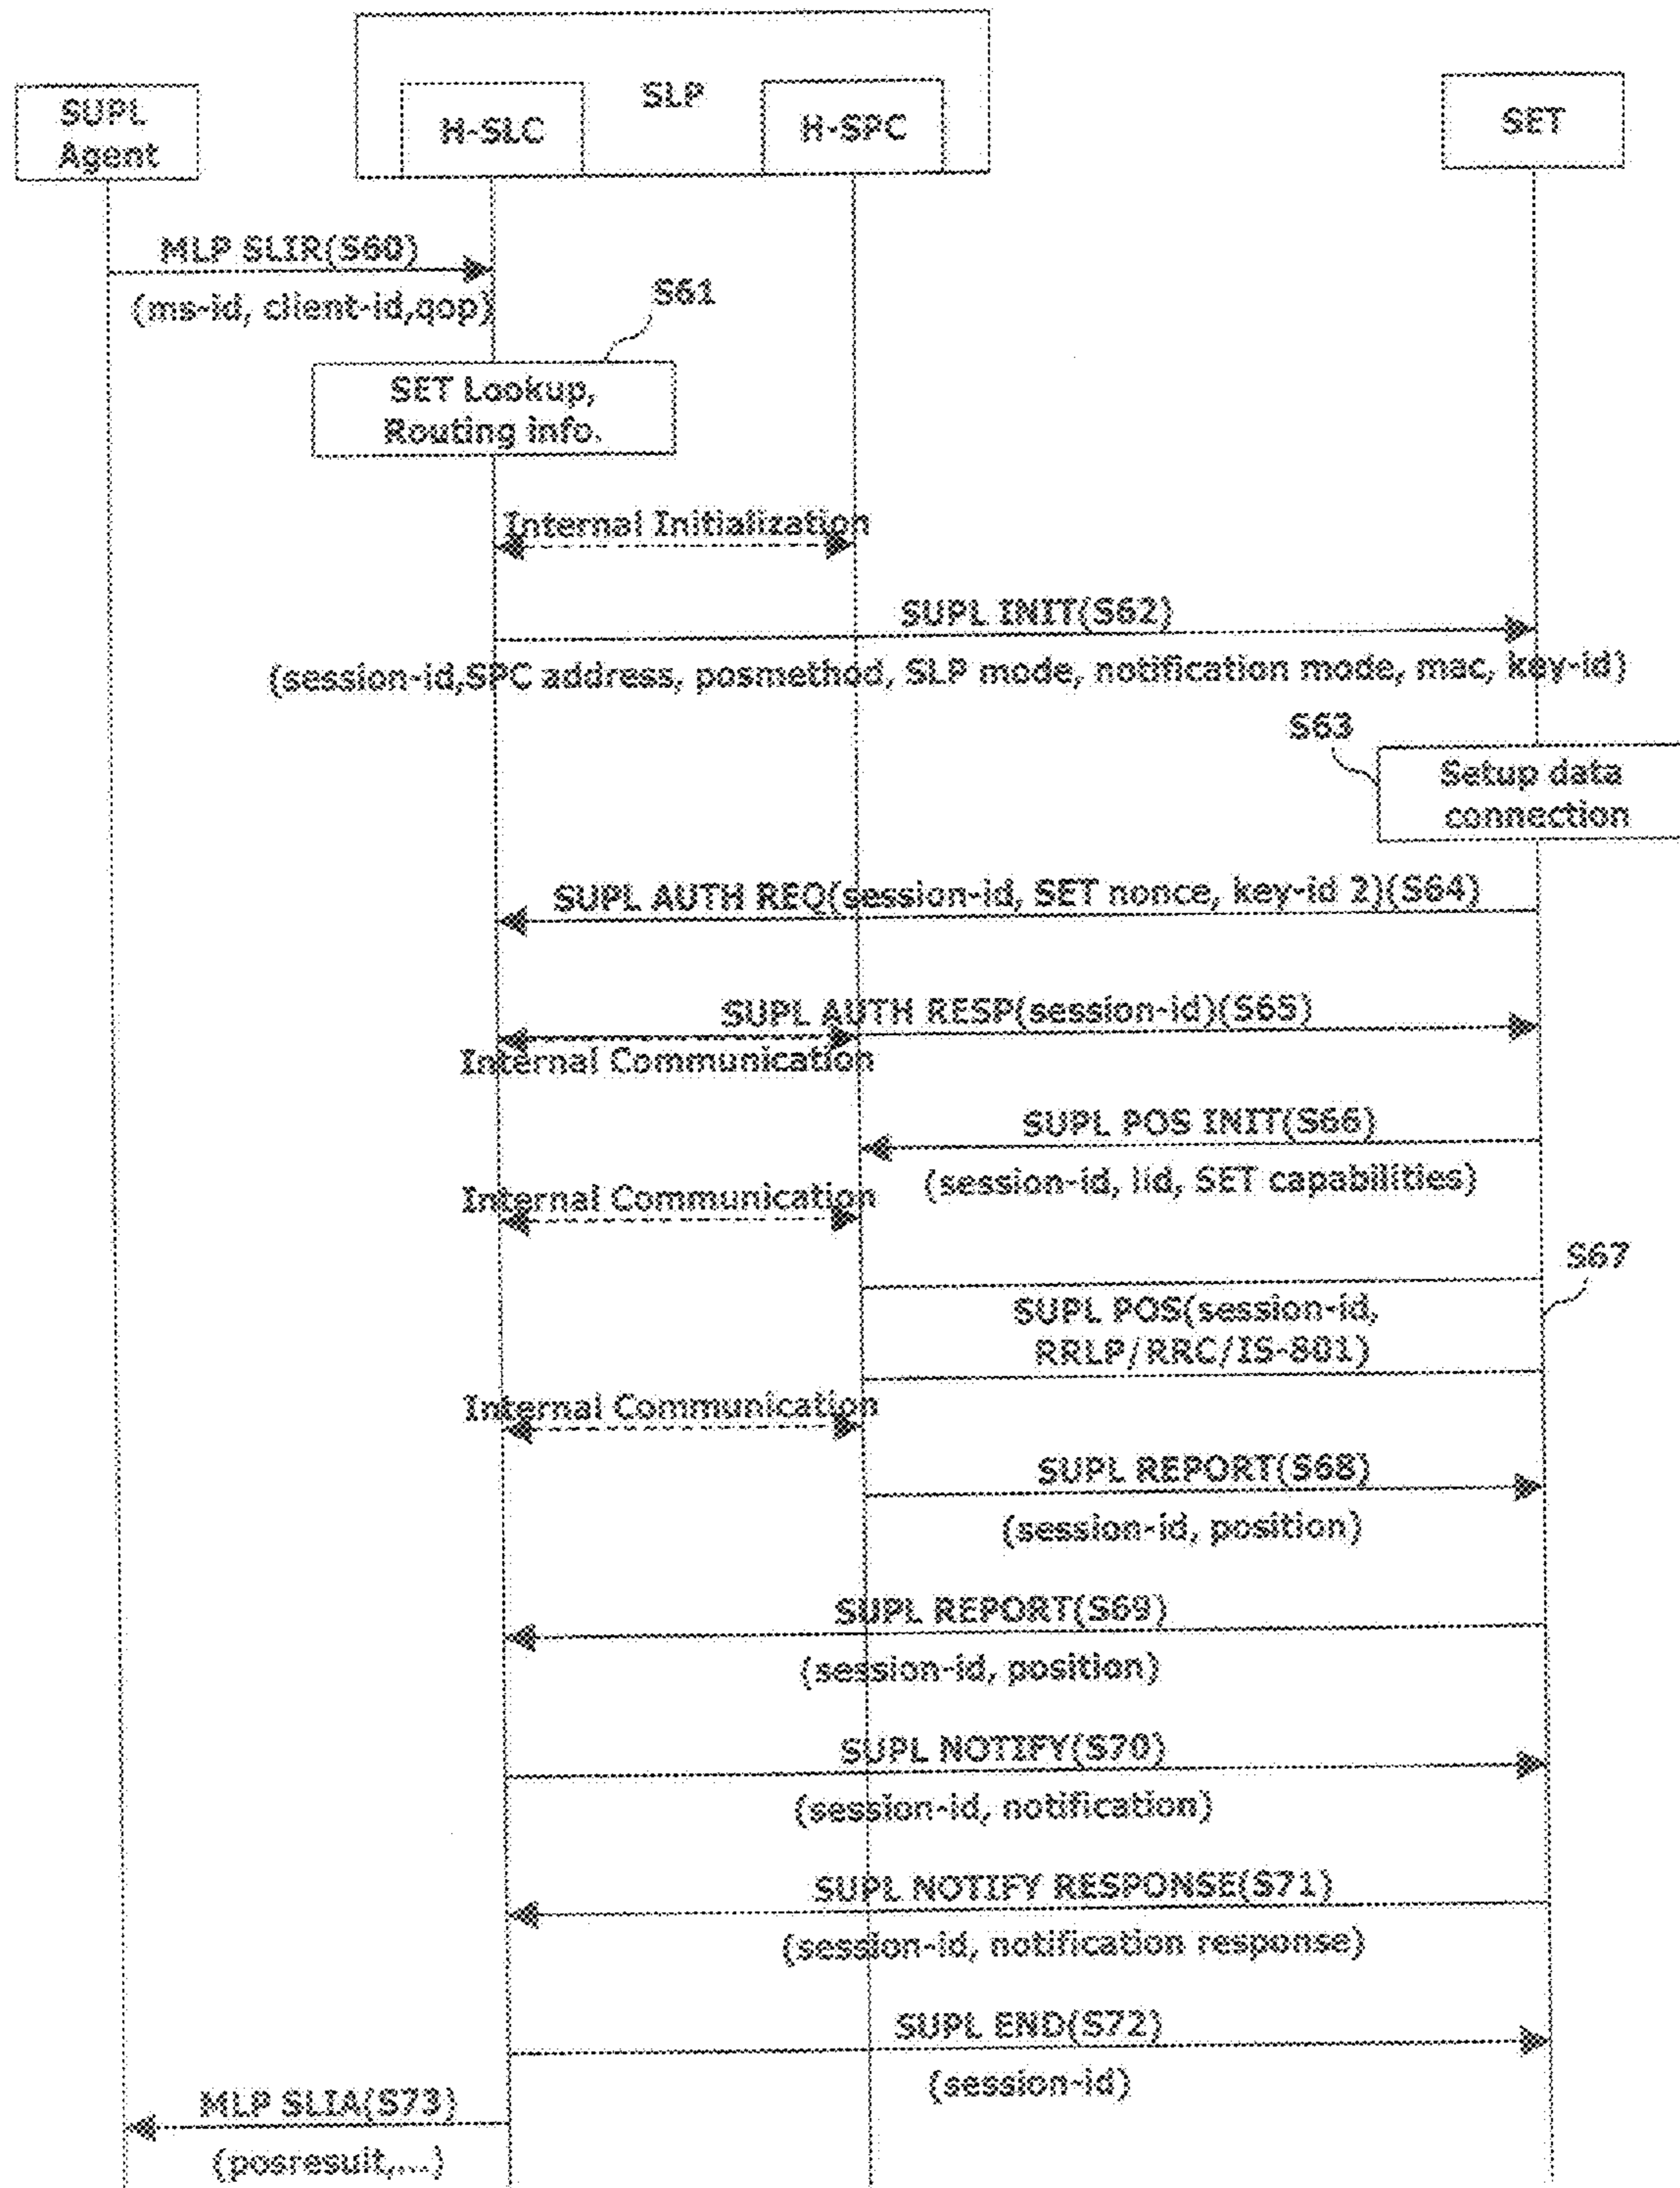 SLP
SUPL
Agent
H-SLC
H-SPC
SET
MLP SLIR(S60)
(ms-id, client-id,qop)
S61
SET Lookup,
Routing info.
Internal Initialization
SUPL INIT(S62)
(session-id,SPC address, posmethod, SLP mode, notification mode, mac, key-id)
S63
Setup data
connection
SUPL AUTH REQ(session-id, SET nonce, key-id 2)(S64)
SUPL AUTH RESP(session-id)(S65)
Internal Communication
SUPL POS INIT(S66)
(session-id, lid, SET capabilities)
Internal Communication
S67
SUPL POS(session-id,
RRLP/RRC/IS-801)
Internal Communication
SUPL REPORT(S68)
(session-id, position)
SUPL REPORT(S69)
(session-id, position)
SUPL NOTIFY(S70)
(session-id, notification)
SUPL NOTIFY RESPONSE(S71)
(session-id, notification response)
SUPL END(S72)
(session-id)
MLP SLIA(S73)
(posresult,...)